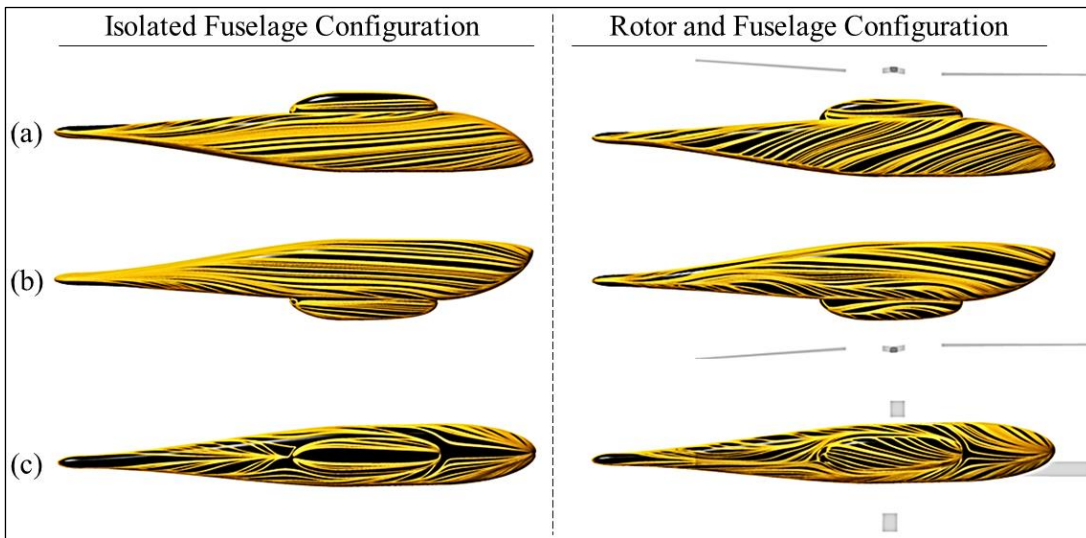 Isolated Fuselage Configuration
Rotor and Fuselage Configuration
(a)
(b)
(c)